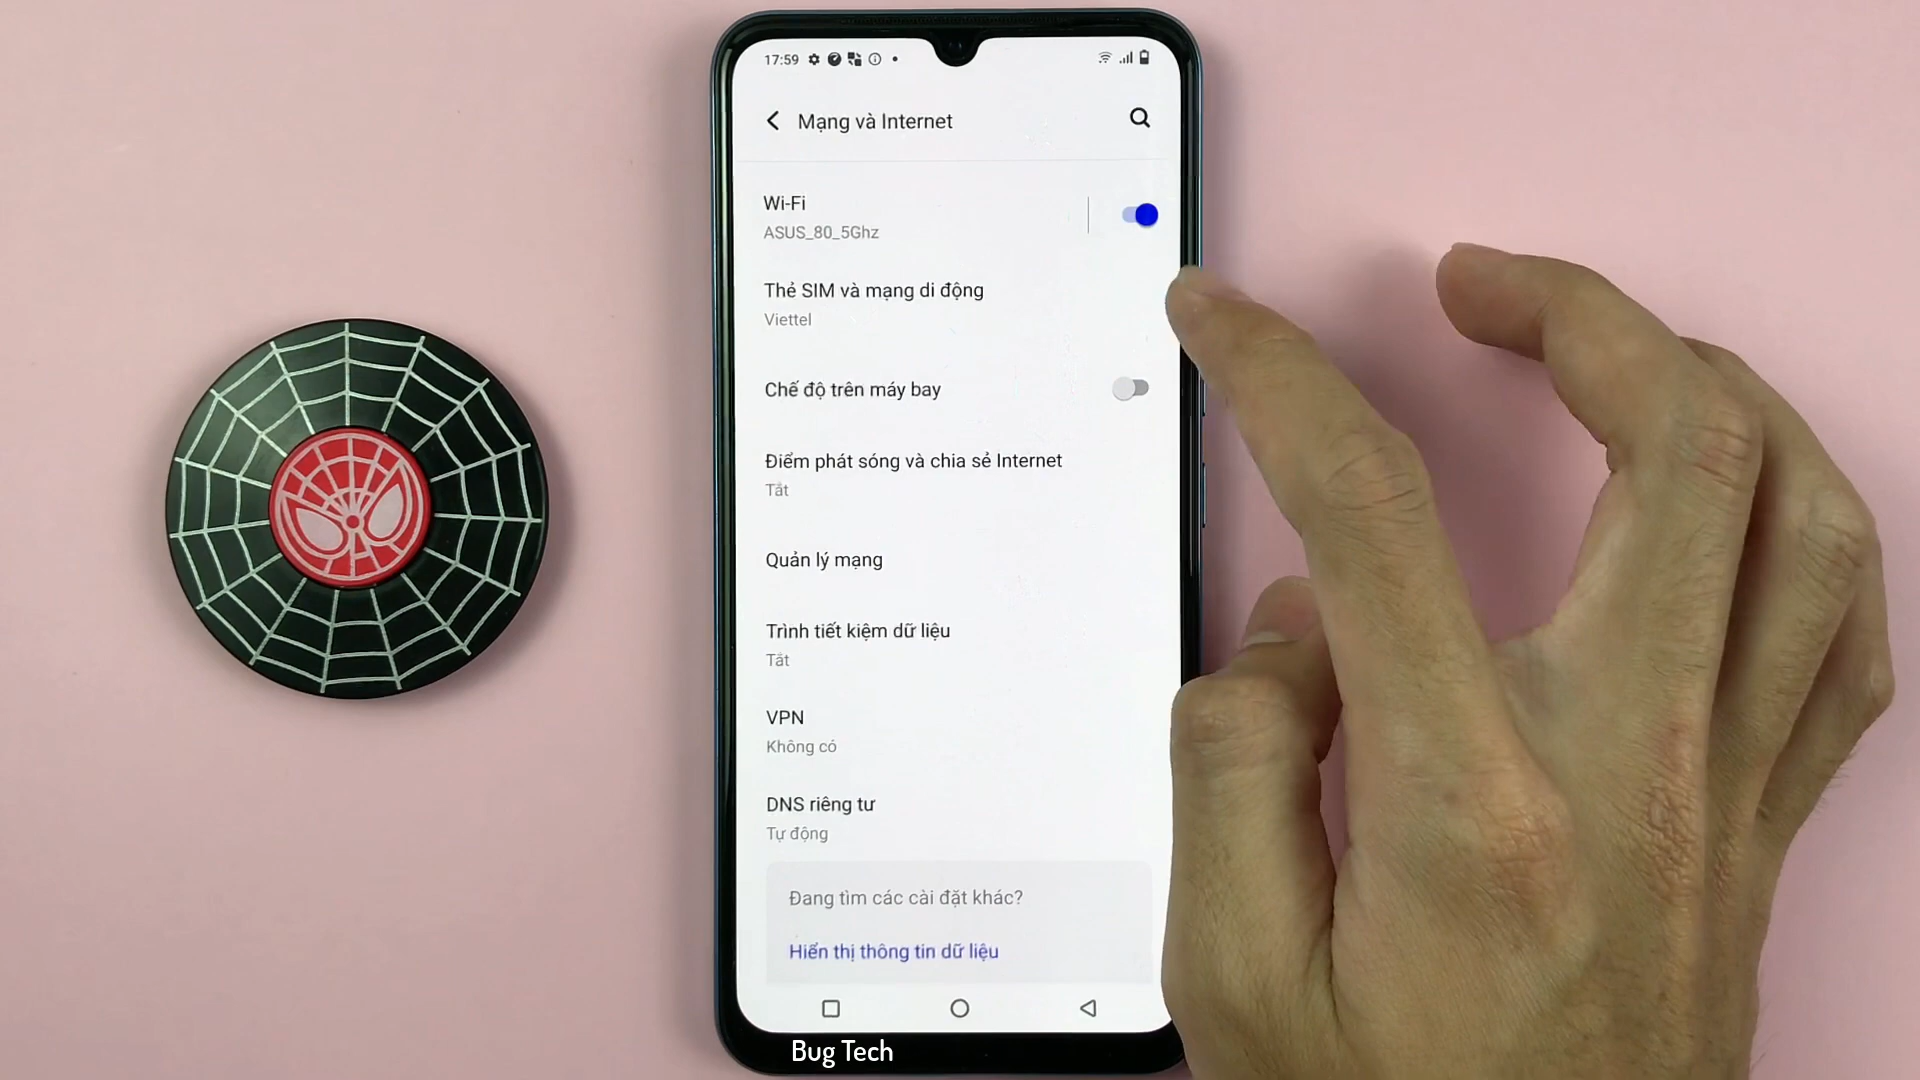 17:59
Mạng và Internet
Wi-Fi
ASUS_80_5Ghz
Thẻ SIM và mạng di động
Viettel
Chế độ trên máy bay
Điểm phát sóng và chia sẻ Internet
Tắt
Quản lý mạng
Trình tiết kiệm dữ liệu
Tắt
VPN
Không có
DNS riêng tư
Tự động
Đang tìm các cài đặt khác?
Hiển thị thông tin dữ liệu
Bug Tech